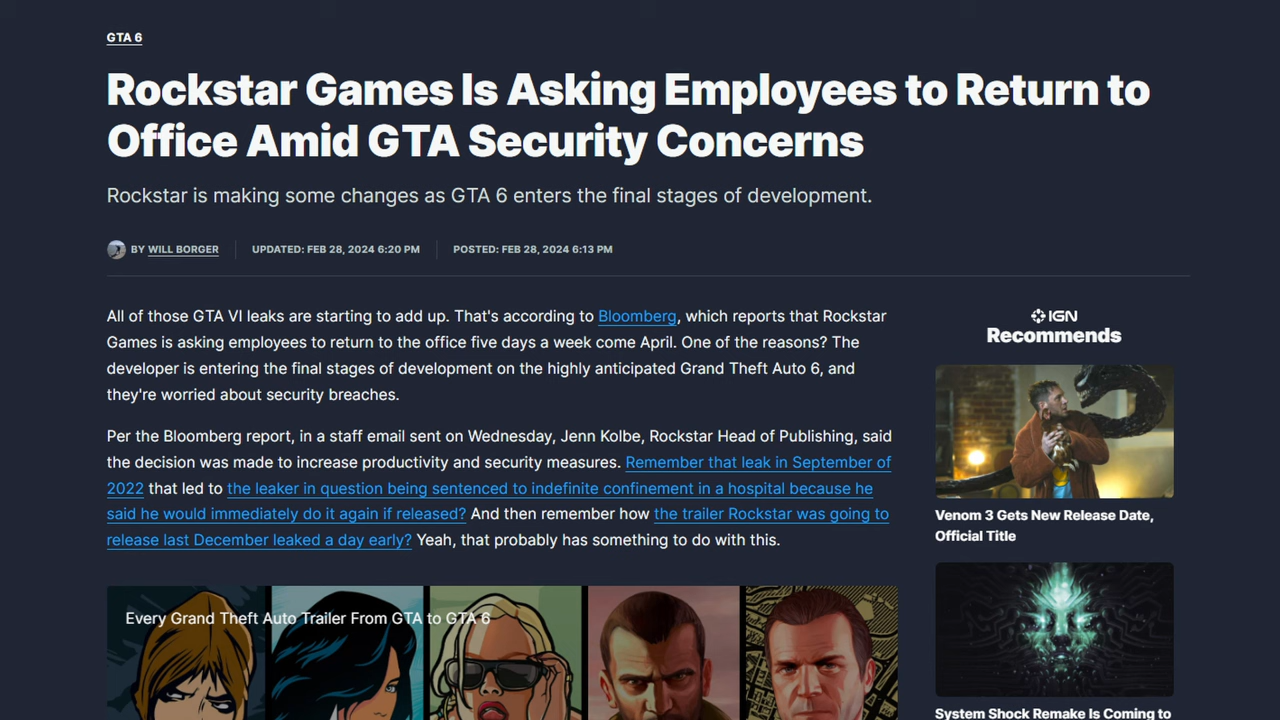 GTA 6
Rockstar Games Is Asking Employees to Return to
Office Amid GTA Security Concerns
Rockstar is making some changes as GTA 6 enters the final stages of development.
BY WILL BORGER
UPDATED: FEB 28, 2024 6:20 PM
POSTED: FEB 28, 2024 6:13 PM
All of those GTA VI leaks are starting to add up. That's according to Bloomberg, which reports that Rockstar
Games is asking employees to return to the office five days a week come April. One of the reasons? The
developer is entering the final stages of development on the highly anticipated Grand Theft Auto 6, and
they're worried about security breaches.
Per the Bloomberg report, in a staff email sent on Wednesday, Jenn Kolbe, Rockstar Head of Publishing, said
the decision was made to increase productivity and security measures. Remember that leak in September of
2022 that led to the leaker in question being sentenced to indefinite confinement in a hospital because he
said he would immediately do it again if released? And then remember how the trailer Rockstar was going to
release last December leaked a day early? Yeah, that probably has something to do with this.
Every Grand Theft Auto Trailer From GTA to GTA 6
IGN
Recommends
Venom 3 Gets New Release Date,
Official Title
System Shock Remake Is Coming to